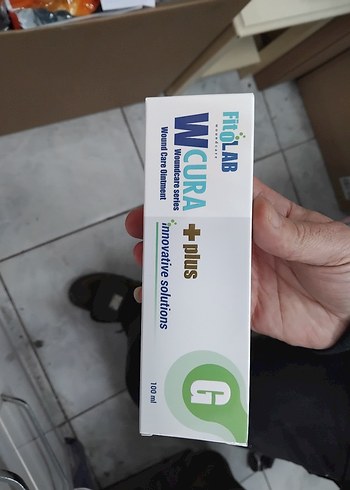 FitoLAB
WCURA +plus
Woundcare series
Wound Care Ointment
innovative solutions
G
100 ml